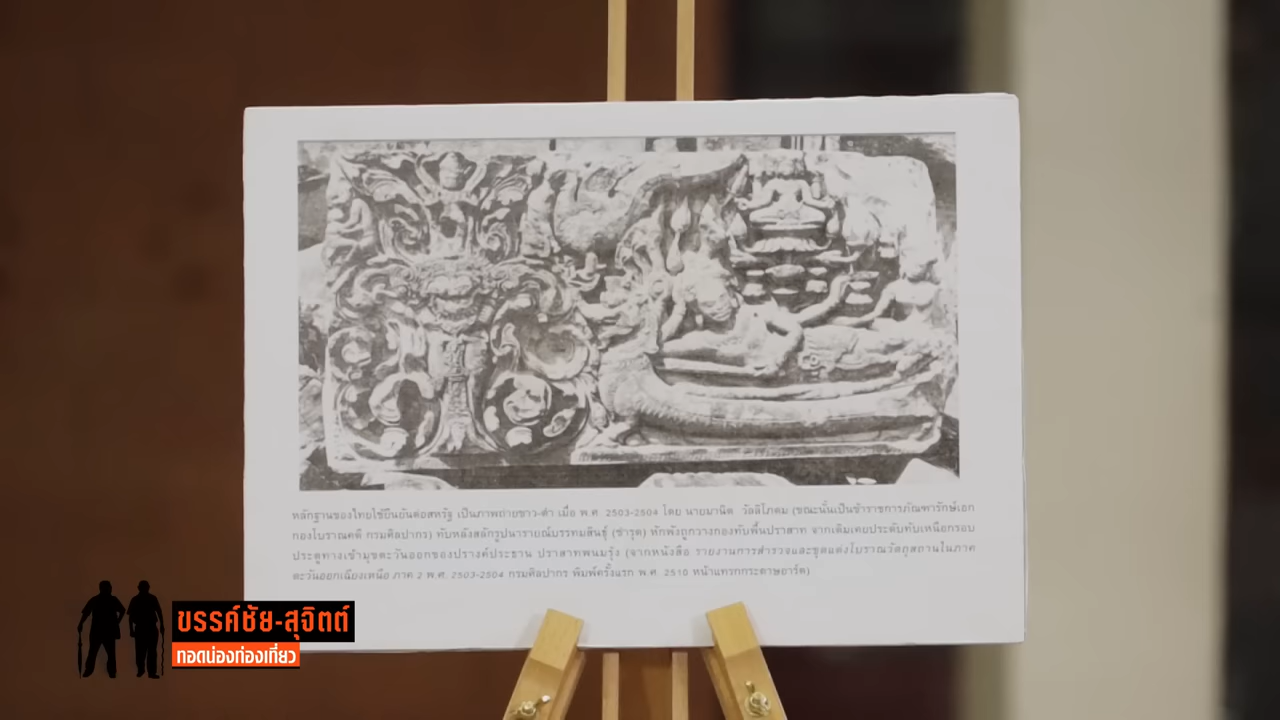 หลักฐานของไทยใช้ยืนยันต่อสหรัฐ เป็นภาพถ่ายขาว-ดำ เมื่อ พ.ศ. 2503-2504 โดย นายมานิต วัลลิโภดม (ขณะนั้นเป็นข้าราชการภัณฑารักษ์เอก
กองโบราณคดี กรมศิลปากร) ทับหลังสลักรูปนารายณ์บรรทมสินธุ์ (ชำรุด) หักพังถูกวางกองทับพื้นปราสาท จากเดิมเคยประดับทับเหนือกรอบ
ประตูทางเข้ามุขตะวันออกของปรางค์ประธาน ปราสาทพนมรุ้ง (จากหนังสือ รายงานการสำรวจและขุดแต่งโบราณวัตถุสถานในภาค
ตะวันออกเฉียงเหนือ ภาค 2 พ.ศ. 2503-2504 กรมศิลปากร พิมพ์ครั้งแรก พ.ศ. 2510 หน้าแทรกกระดาษอาร์ต)
ขรรค์ชัย-สุจิตต์
ทอดน่องท่องเที่ยว